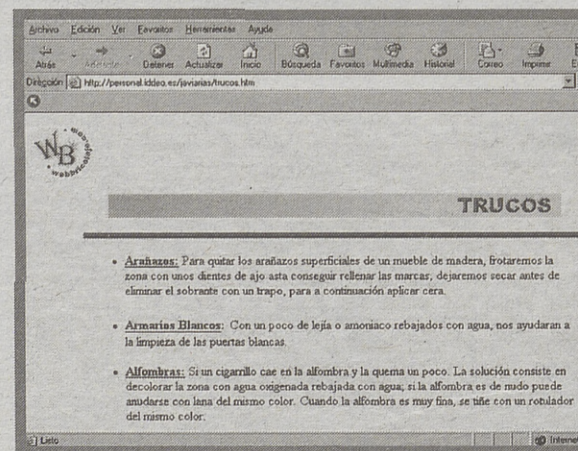 Archivo Edición Ver Favoritos Herramientas Ayuda
Atrás Adelante Detener Actualizar Inicio Búsqueda Favoritos Multimedia Historial Correo Imprimir
Dirección http://personal.iddeo.es/javiarias/trucos.htm
WB
webbricolaje
TRUCOS
• Arañazos: Para quitar los arañazos superficiales de un mueble de madera, frotaremos la
zona con unos dientes de ajo asta conseguir rellenar las marcas, dejaremos secar antes de
eliminar el sobrante con un trapo, para a continuación aplicar cera.
• Armarios Blancos: Con un poco de lejía o amoniaco rebajados con agua, nos ayudaran a
la limpieza de las puertas blancas.
• Alfombras: Si un cigarrillo cae en la alfombra y la quema un poco. La solución consiste en
decolorar la zona con agua oxigenada rebajada con agua; si la alfombra es de nudo puede
anudarse con lana del mismo color. Cuando la alfombra es muy fina, se tiñe con un rotulador
del mismo color.
Listo Internet